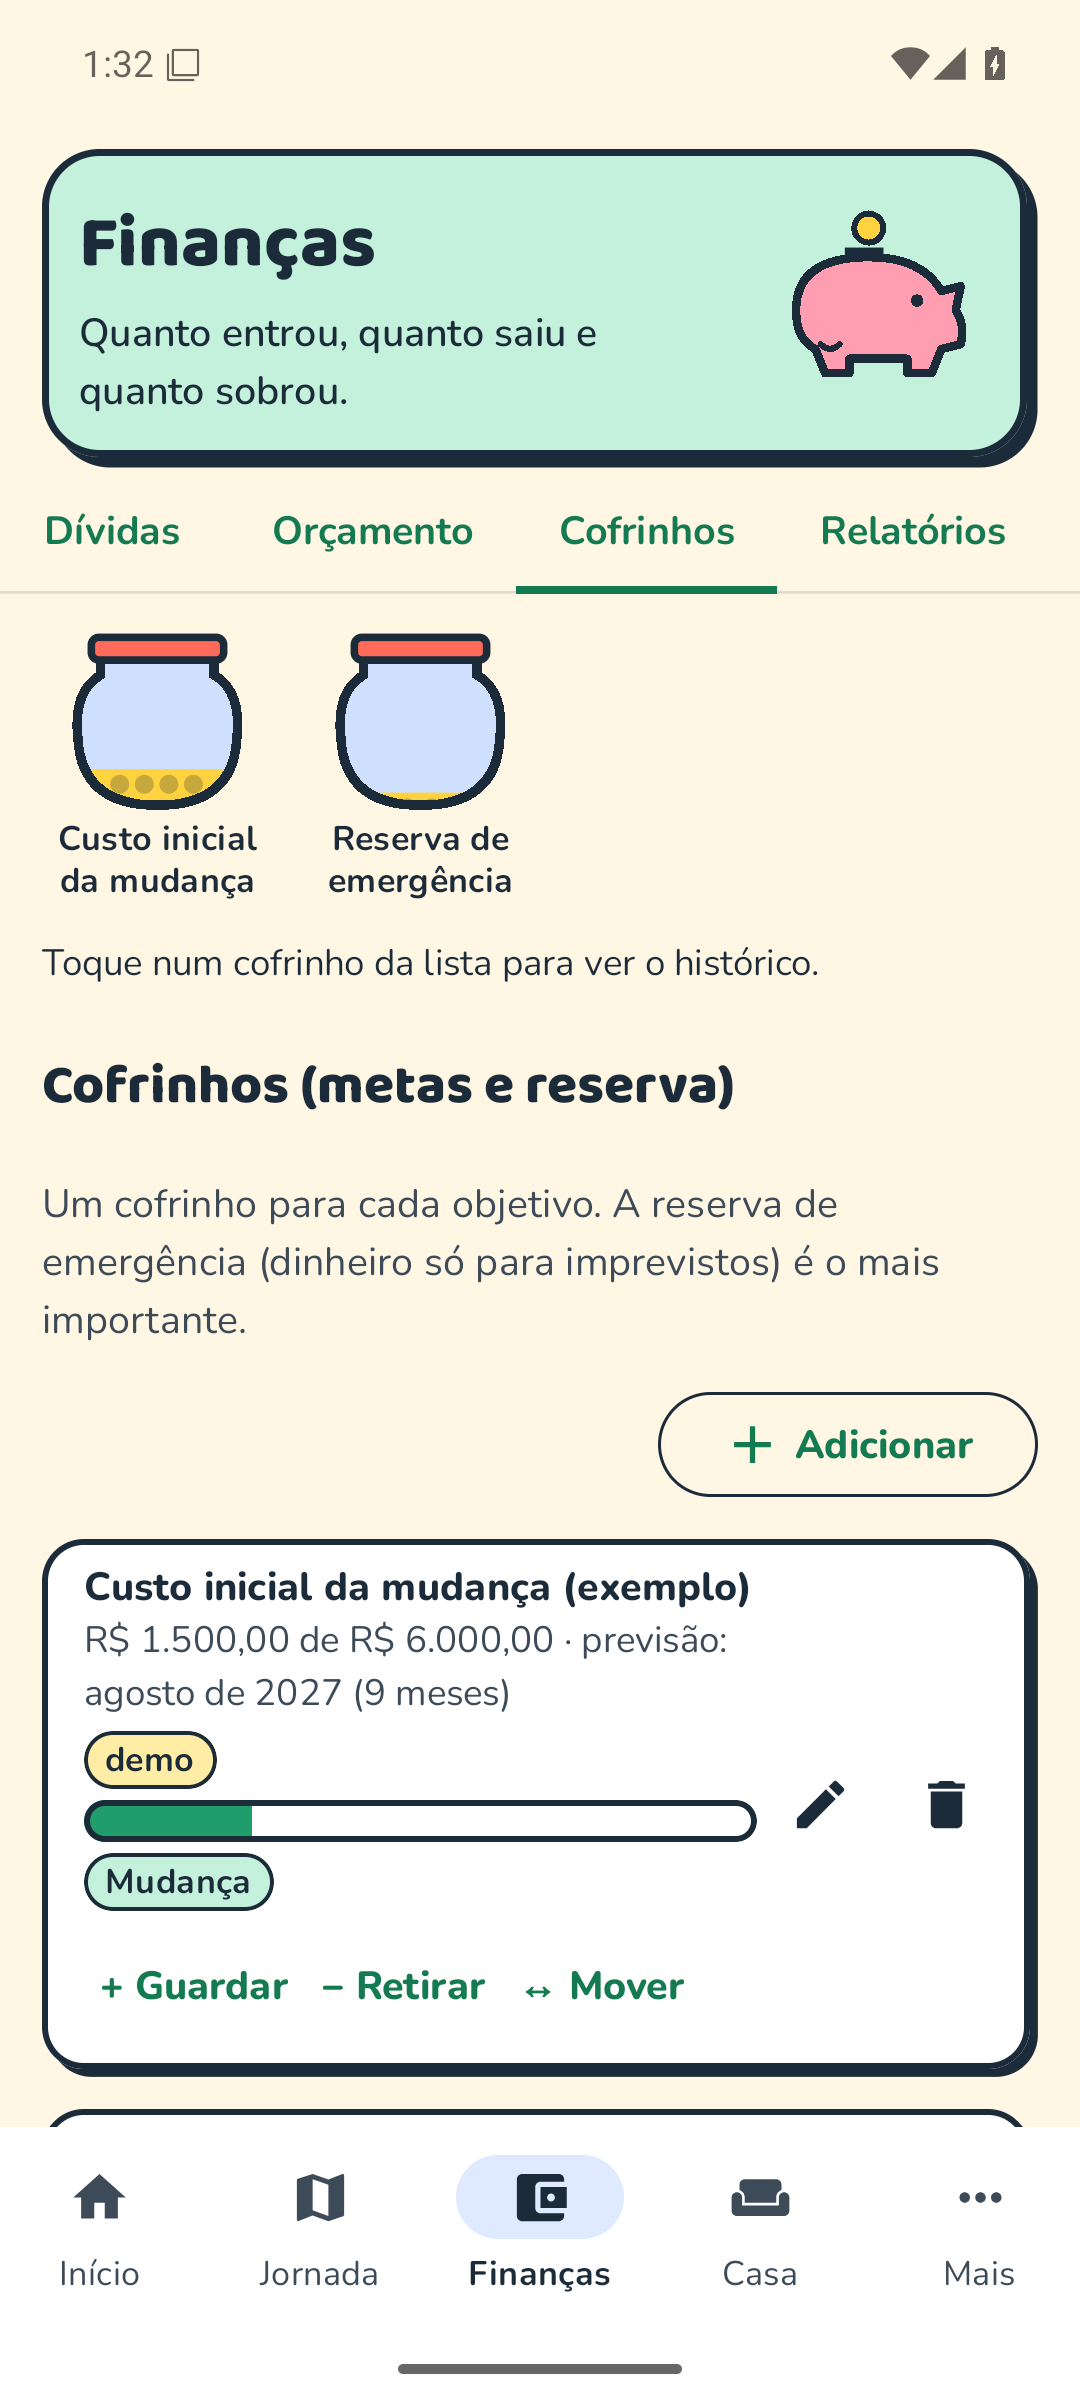 1:32
Finanças
Quanto entrou, quanto saiu e
quanto sobrou.
Dívidas
Orçamento
Cofrinhos
Relatórios
Custo inicial
da mudança
Reserva de
emergência
Toque num cofrinho da lista para ver o histórico.
Cofrinhos (metas e reserva)
Um cofrinho para cada objetivo. A reserva de
emergência (dinheiro só para imprevistos) é o mais
importante.
+ Adicionar
Custo inicial da mudança (exemplo)
R$ 1.500,00 de R$ 6.000,00 · previsão:
agosto de 2027 (9 meses)
demo
Mudança
+ Guardar
− Retirar
↔ Mover
Início
Jornada
Finanças
Casa
Mais